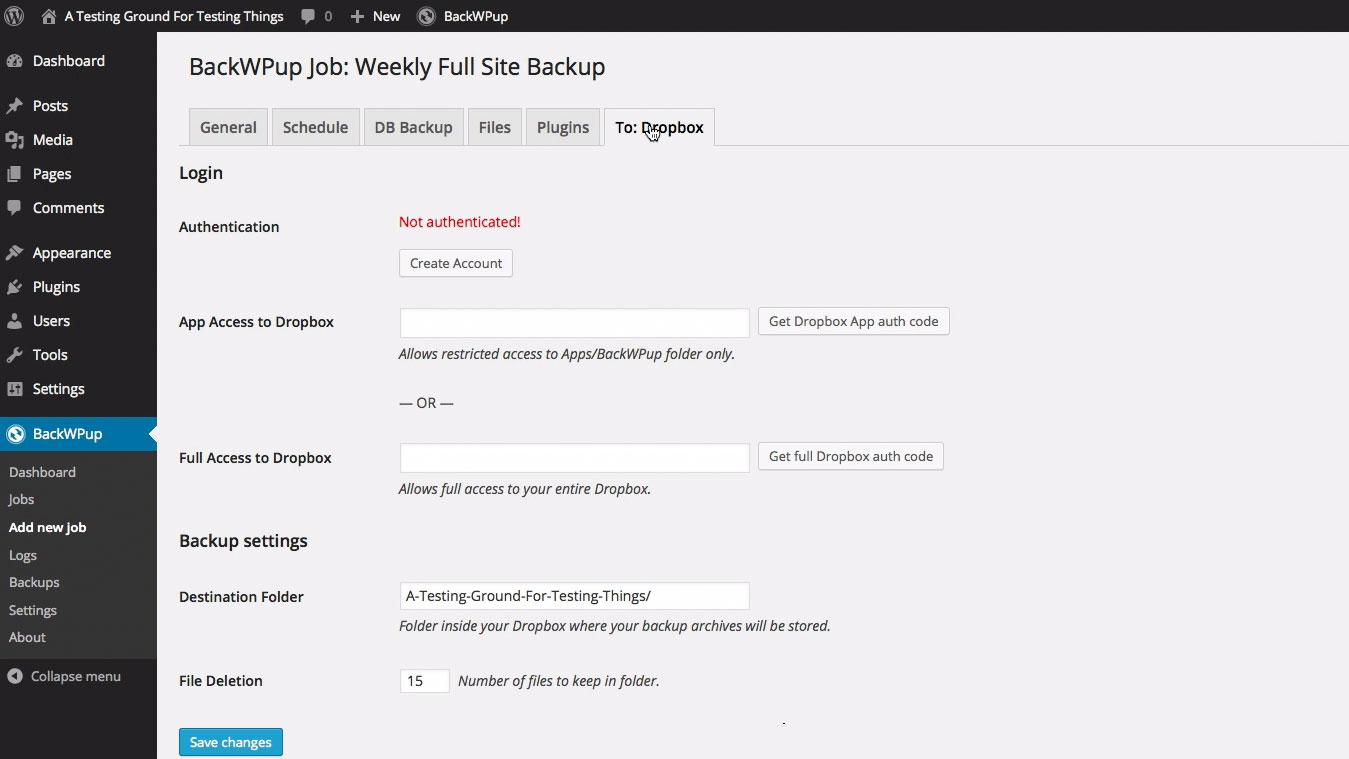 A Testing Ground For Testing Things 0 New BackWPup
Dashboard
Posts
Media
Pages
Comments
Appearance
Plugins
Users
Tools
Settings
BackWPup
Dashboard
Jobs
Add new job
Logs
Backups
Settings
About
Collapse menu
BackWPup Job: Weekly Full Site Backup
General Schedule DB Backup Files Plugins To: Dropbox
Login
Authentication Not authenticated!
Create Account
App Access to Dropbox Get Dropbox App auth code
Allows restricted access to Apps/BackWPup folder only.
— OR —
Full Access to Dropbox Get full Dropbox auth code
Allows full access to your entire Dropbox.
Backup settings
Destination Folder A-Testing-Ground-For-Testing-Things/
Folder inside your Dropbox where your backup archives will be stored.
File Deletion 15 Number of files to keep in folder.
Save changes